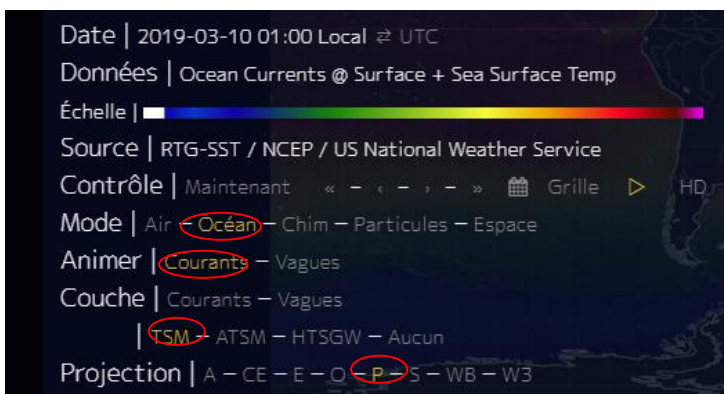 Date | 2019-03-10 01:00 Local ⇄ UTC
Données | Ocean Currents @ Surface + Sea Surface Temp
Échelle |
Source | RTG-SST / NCEP / US National Weather Service
Contrôle | Maintenant « – ‹ – › – » Grille ▷ HD
Mode | Air – Océan – Chim – Particules – Espace
Animer | Courants – Vagues
Couche | Courants – Vagues
| TSM – ATSM – HTSGW – Aucun
Projection | A – CE – E – O – P – S – WB – W3